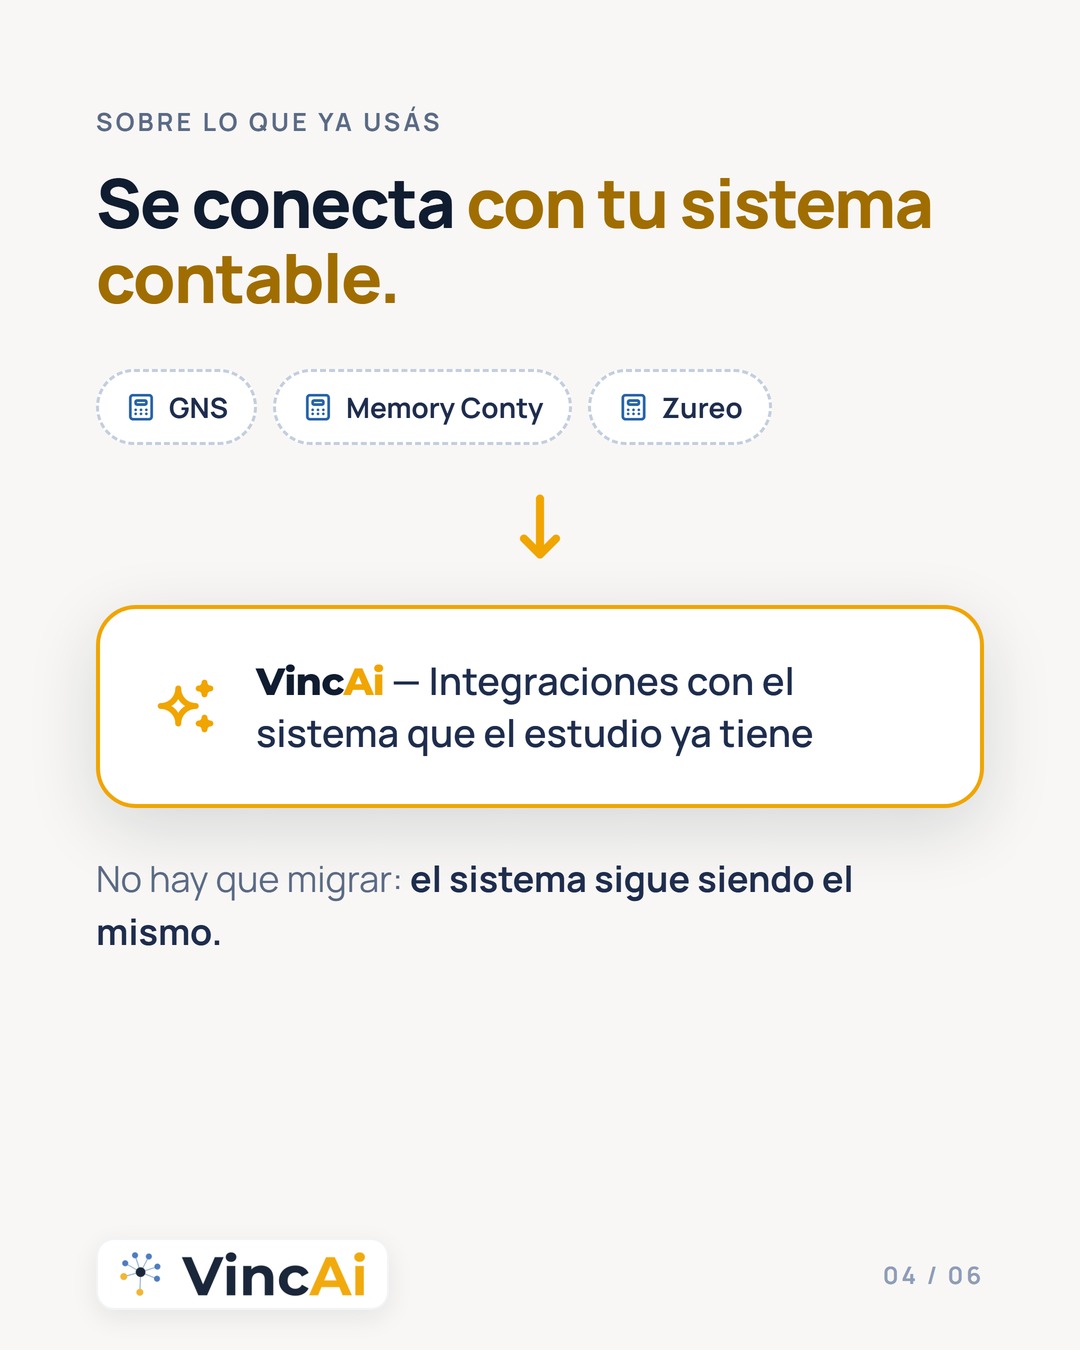 SOBRE LO QUE YA USÁS
Se conecta con tu sistema
contable.
GNS
Memory Conty
Zureo
VincAi — Integraciones con el
sistema que el estudio ya tiene
No hay que migrar: el sistema sigue siendo el
mismo.
VincAi
04 / 06